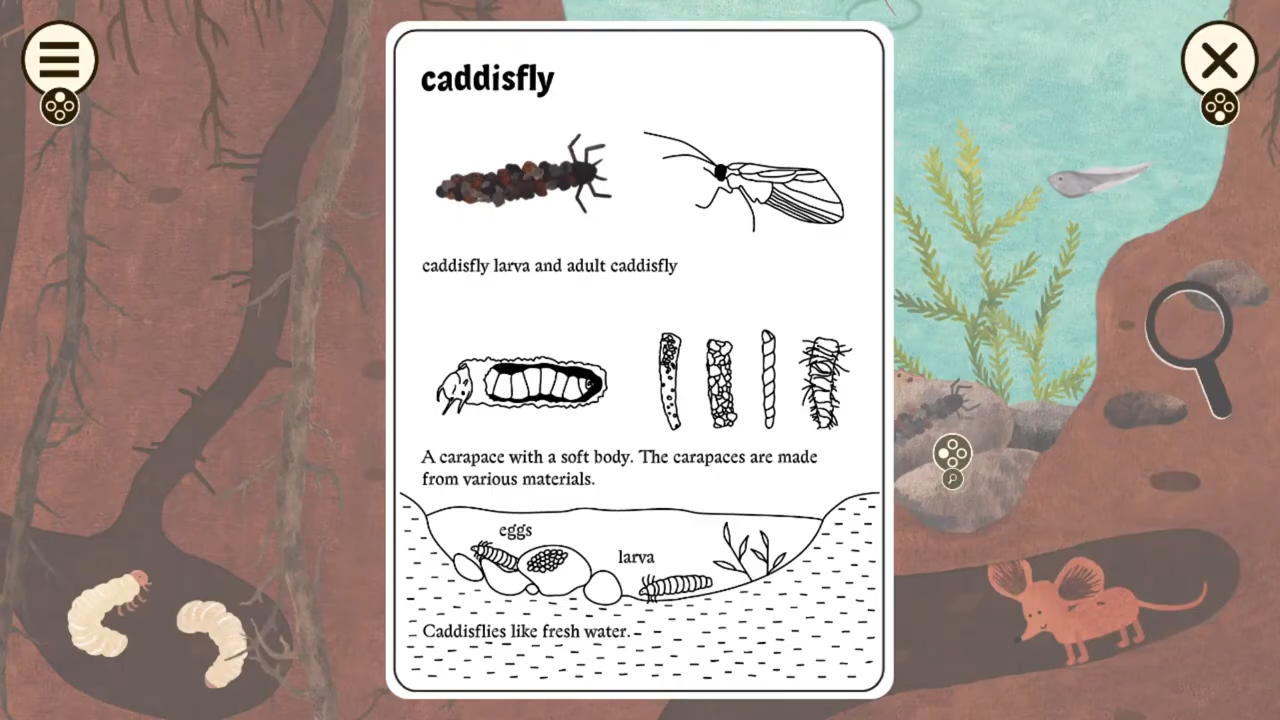 caddisfly
caddisfly larva and adult caddisfly
A carapace with a soft body. The carapaces are made
from various materials.
eggs
larva
Caddisflies like fresh water.